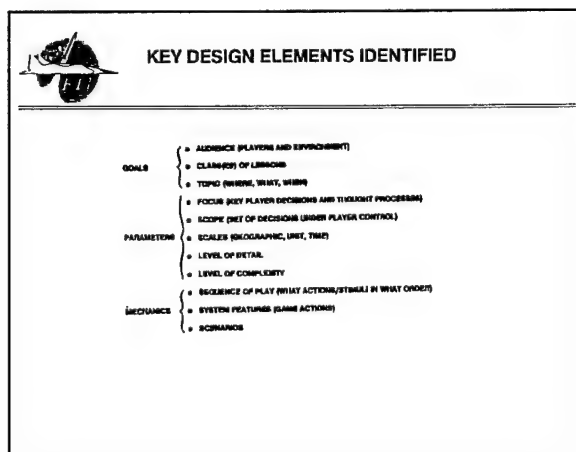 KEY DESIGN ELEMENTS IDENTIFIED
GOALS
• AUDIENCE (PLAYERS AND ENVIRONMENT)
• CLASS(ES) OF LESSONS
• TOPIC (WHERE, WHAT, WHEN)
PARAMETERS
• FOCUS (KEY PLAYER DECISIONS AND THOUGHT PROCESSES)
• SCOPE (SET OF DECISIONS UNDER PLAYER CONTROL)
• SCALES (GEOGRAPHIC, UNIT, TIME)
• LEVEL OF DETAIL
• LEVEL OF COMPLEXITY
MECHANICS
• SEQUENCE OF PLAY (WHAT ACTIONS/STIMULI IN WHAT ORDER)
• SYSTEM FEATURES (GAME ACTIONS)
• SCENARIOS